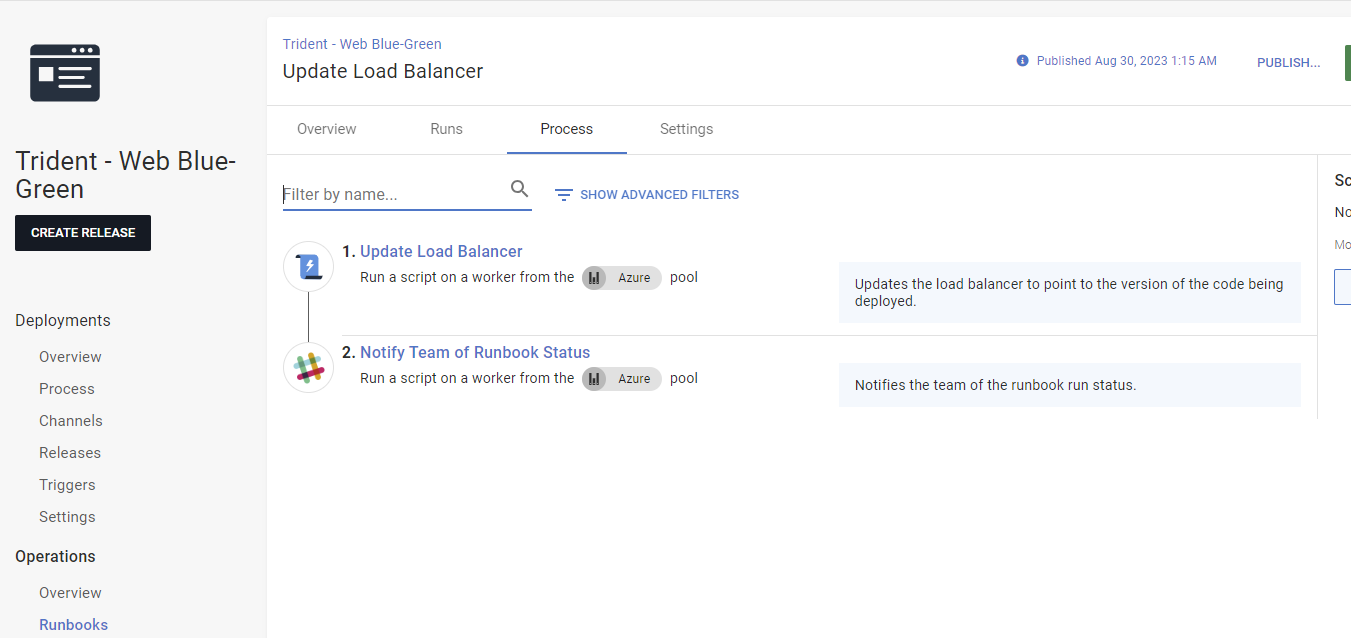 Trident - Web Blue-
Green
CREATE RELEASE
Deployments
Overview
Process
Channels
Releases
Triggers
Settings
Operations
Overview
Runbooks
Trident - Web Blue-Green
Update Load Balancer
Published Aug 30, 2023 1:15 AM
PUBLISH...
Overview
Runs
Process
Settings
Filter by name...
SHOW ADVANCED FILTERS
1. Update Load Balancer
Run a script on a worker from the Azure pool
Updates the load balancer to point to the version of the code being
deployed.
2. Notify Team of Runbook Status
Run a script on a worker from the Azure pool
Notifies the team of the runbook run status.